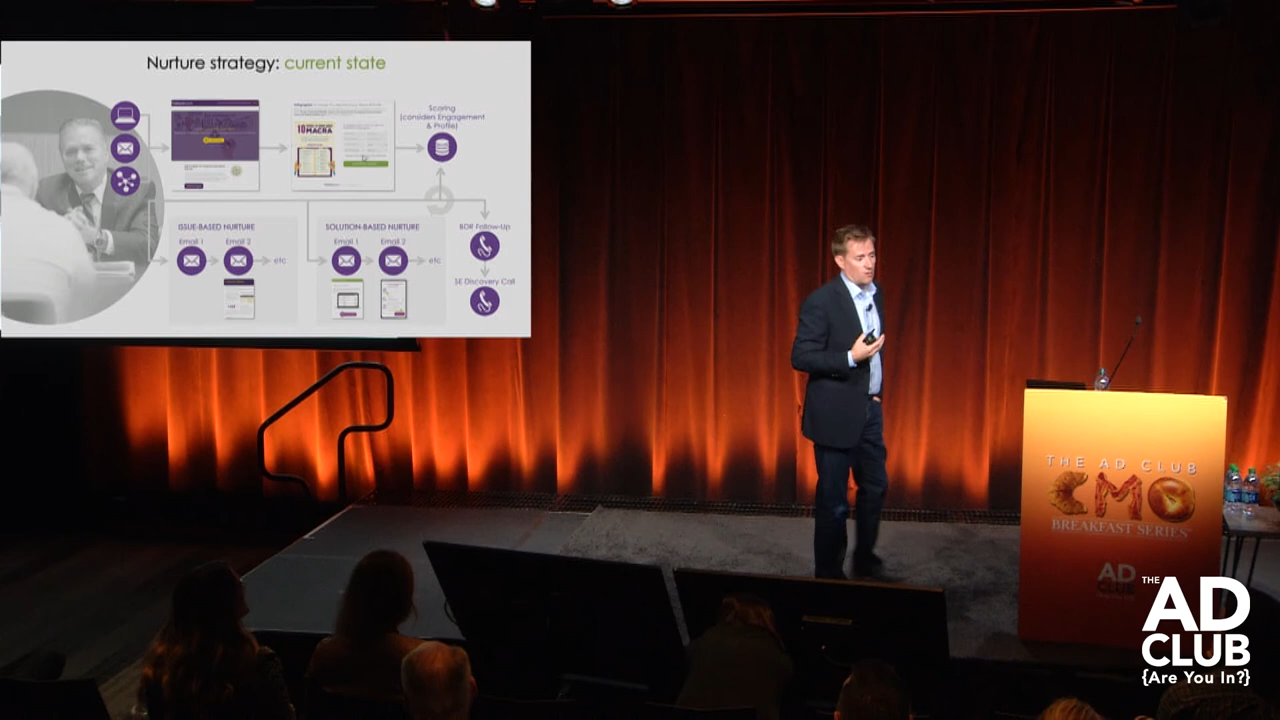 Nurture strategy: current state
Scoring
(considers Engagement
& Profile)
MACRA
ISSUE-BASED NURTURE
Email 1
Email 2
etc
SOLUTION-BASED NURTURE
Email 1
Email 2
etc
BDR Follow-Up
SE Discovery Call
THE AD CLUB
CMO
BREAKFAST SERIES
AD
CLUB
THE
AD
CLUB
{Are You In?}